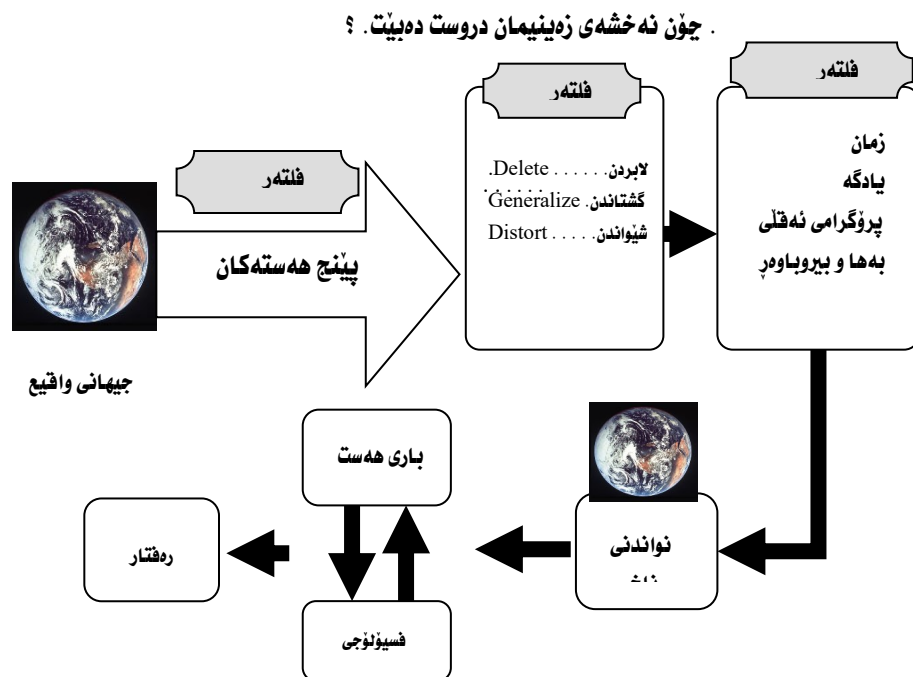 . چۆن نەخشەی زەینیمان دروست دەبێت. ؟
فلتەر
پێنج هەستەکان
جیهانی واقیع
فلتەر
لابردن. . . . . . Delete.
گشتاندن. . . . . . . Generalize
شێواندن. . . . . Distort
فلتەر
زمان
یادگە
پرۆگرامی ئەقڵی
بەها و بیروباوەڕ
نواندنی
باری هەست
فسیۆلۆجی
رەفتار